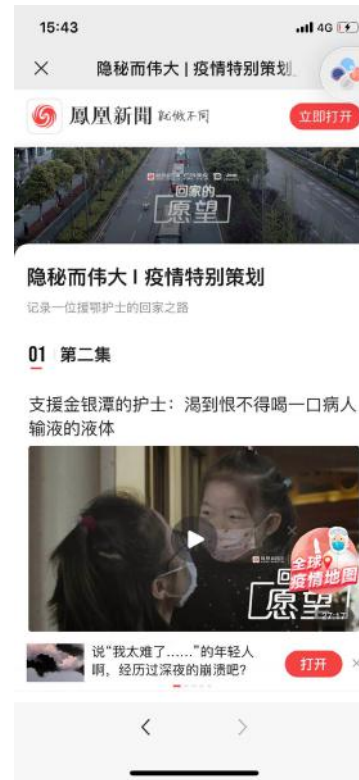 15:43
4G
隐秘而伟大 | 疫情特别策划
鳳凰新聞
立即打开
回家的
愿望
隐秘而伟大 I 疫情特别策划
记录一位援鄂护士的回家之路
01 第二集
支援金银潭的护士：渴到恨不得喝一口病人
输液的液体
全球
疫情地图
回
愿望
27:17
说“我太难了……”的年轻人
啊，经历过深夜的崩溃吧？
打开